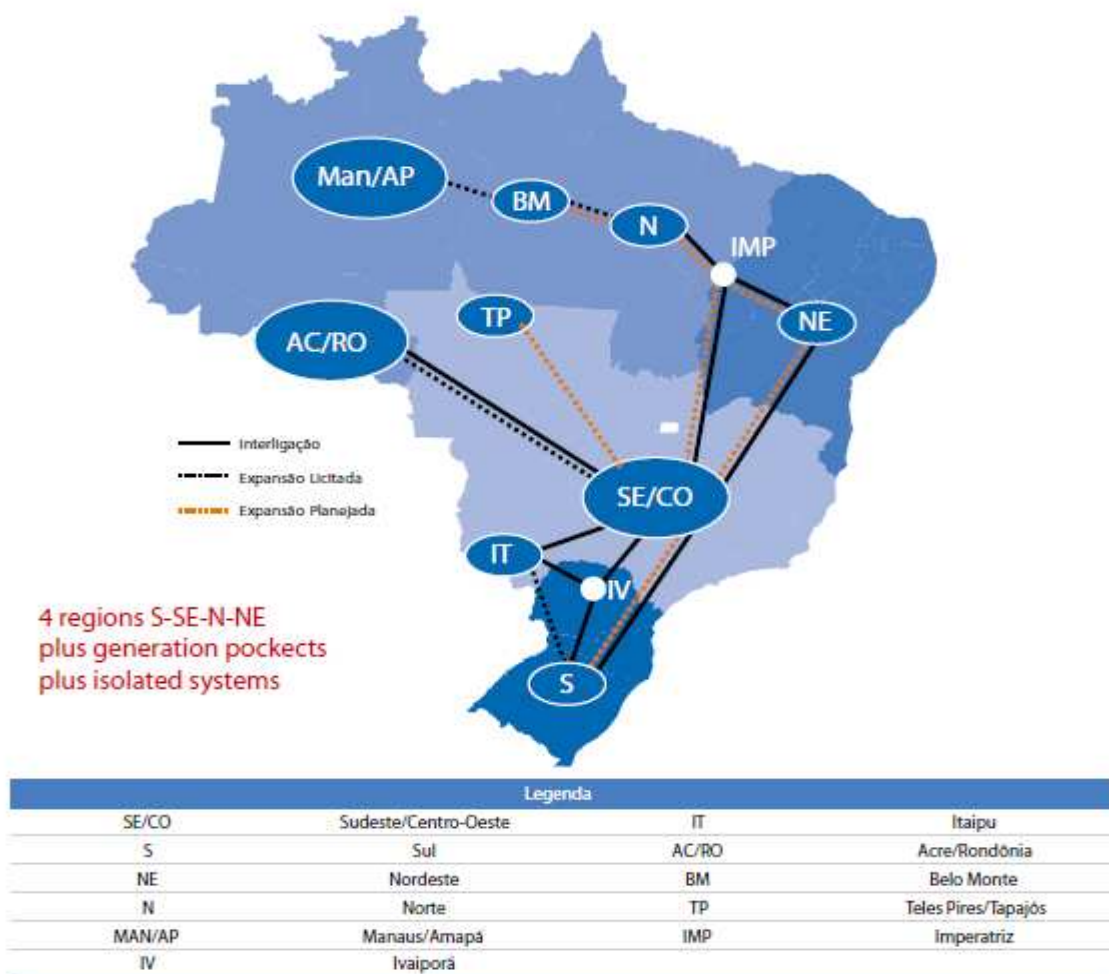 Man/AP
BM
N
IMP
TP
NE
AC/RO
Interligação
Expansão Licitada
SE/CO
Expansão Planejada
IT
IV
4 regions S-SE-N-NE
plus generation pockects
plus isolated systems
S
Legenda
SE/CO Sudeste/Centro-Oeste IT Itaipu
S Sul AC/RO Acre/Rondônia
NE Nordeste BM Belo Monte
N Norte TP Teles Pires/Tapajós
MAN/AP Manaus/Amapá IMP Imperatriz
IV Ivaiporã